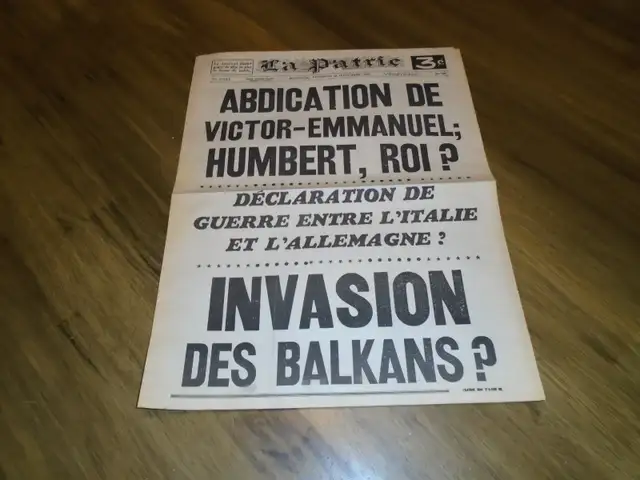 La Patrie
3¢
ABDICATION DE
VICTOR-EMMANUEL;
HUMBERT, ROI ?
DÉCLARATION DE
GUERRE ENTRE L'ITALIE
ET L'ALLEMAGNE ?
INVASION
DES BALKANS ?